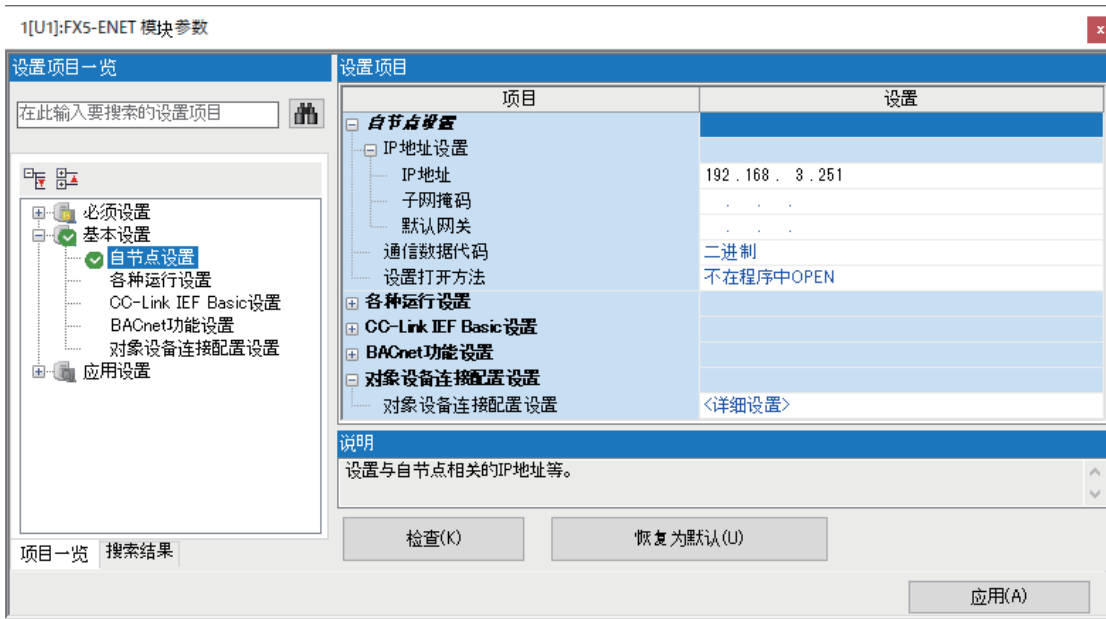 1[U1]:FX5-ENET 模块参数
x
设置项目一览
在此输入要搜索的设置项目
必须设置
基本设置
自节点设置
各种运行设置
CC-Link IEF Basic设置
BACnet功能设置
对象设备连接配置设置
应用设置
项目一览 搜索结果
设置项目
项目 设置
自节点设置
IP地址设置
IP地址 192 . 168 . 3 . 251
子网掩码 . . .
默认网关 . . .
通信数据代码 二进制
设置打开方法 不在程序中OPEN
各种运行设置
CC-Link IEF Basic设置
BACnet功能设置
对象设备连接配置设置
对象设备连接配置设置 <详细设置>
说明
设置与自节点相关的IP地址等。
检查(K) 恢复为默认(U)
应用(A)